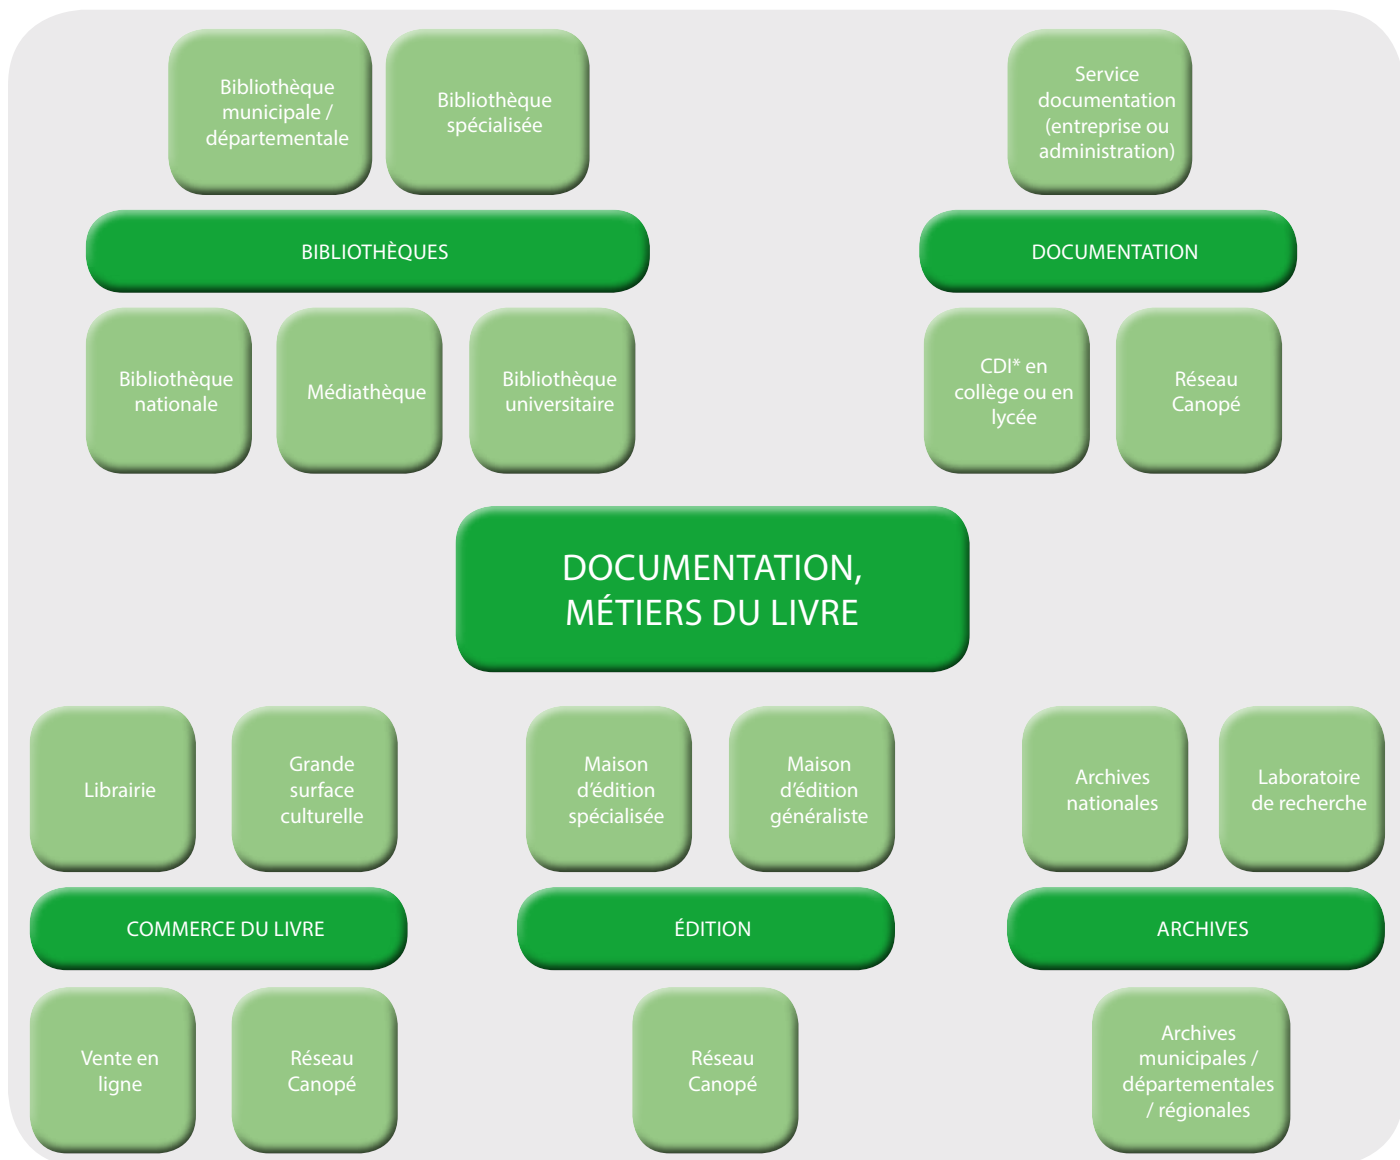 Bibliothèque
municipale /
départementale
Bibliothèque
spécialisée
BIBLIOTHÈQUES
Bibliothèque
nationale
Médiathèque
Bibliothèque
universitaire
Service
documentation
(entreprise ou
administration)
DOCUMENTATION
CDI* en
collège ou en
lycée
Réseau
Canopé
DOCUMENTATION,
MÉTIERS DU LIVRE
Librairie
Grande
surface
culturelle
COMMERCE DU LIVRE
Vente en
ligne
Réseau
Canopé
Maison
d'édition
spécialisée
Maison
d'édition
généraliste
ÉDITION
Réseau
Canopé
Archives
nationales
Laboratoire
de recherche
ARCHIVES
Archives
municipales /
départementales
/ régionales